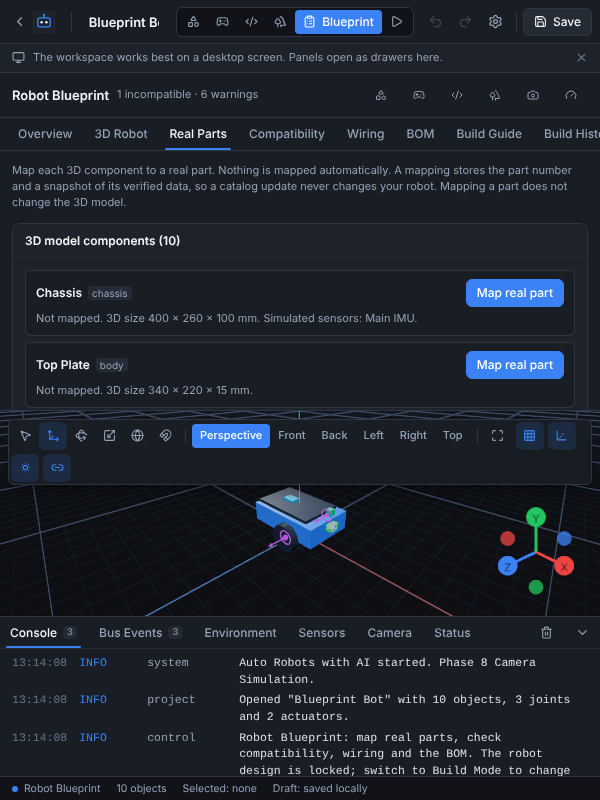 Blueprint Bo
Blueprint
Save
The workspace works best on a desktop screen. Panels open as drawers here.
Robot Blueprint 1 incompatible · 6 warnings
Overview 3D Robot Real Parts Compatibility Wiring BOM Build Guide Build Histo
Map each 3D component to a real part. Nothing is mapped automatically. A mapping stores the part number
and a snapshot of its verified data, so a catalog update never changes your robot. Mapping a part does not
change the 3D model.
3D model components (10)
Chassis chassis Map real part
Not mapped. 3D size 400 × 260 × 100 mm. Simulated sensors: Main IMU.
Top Plate body Map real part
Not mapped. 3D size 340 × 220 × 15 mm.
Perspective Front Back Left Right Top
Y
Z X
Console 3 Bus Events 3 Environment Sensors Camera Status
13:14:08 INFO system Auto Robots with AI started. Phase 8 Camera
Simulation.
13:14:08 INFO project Opened "Blueprint Bot" with 10 objects, 3 joints
and 2 actuators.
13:14:08 INFO control Robot Blueprint: map real parts, check
compatibility, wiring and the BOM. The robot
design is locked; switch to Build Mode to change
Robot Blueprint 10 objects Selected: none Draft: saved locally